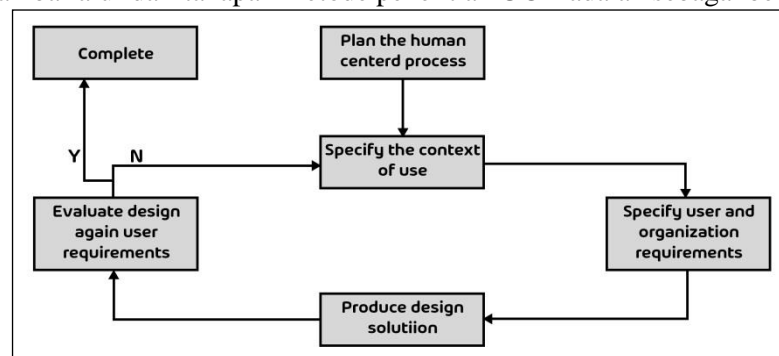 Complete
Plan the human
centerd process
Y
N
Specify the context
of use
Evaluate design
again user
requirements
Specify user and
organization
requirements
Produce design
solutiion